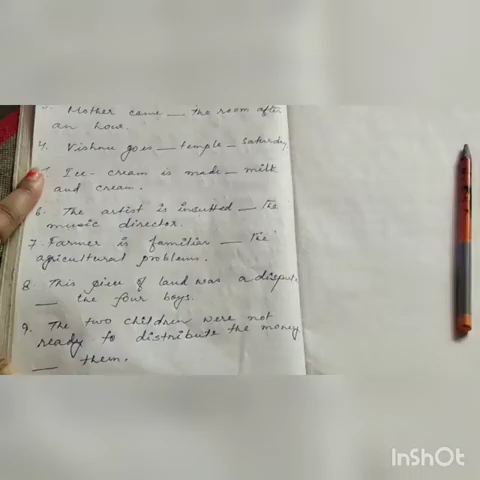 Mother came _ the room after
an hour.
4. Vishnu goes _ temple _ Saturday.
Ice-cream is made _ milk
and cream.
6. The artist is insulted _ the
music director.
7. Farmer is familiar _ the
agricultural problems.
8. This piece of land was a dispute
_ the four boys.
9. The two children were not
ready to distribute the money
_ them.
InShOt